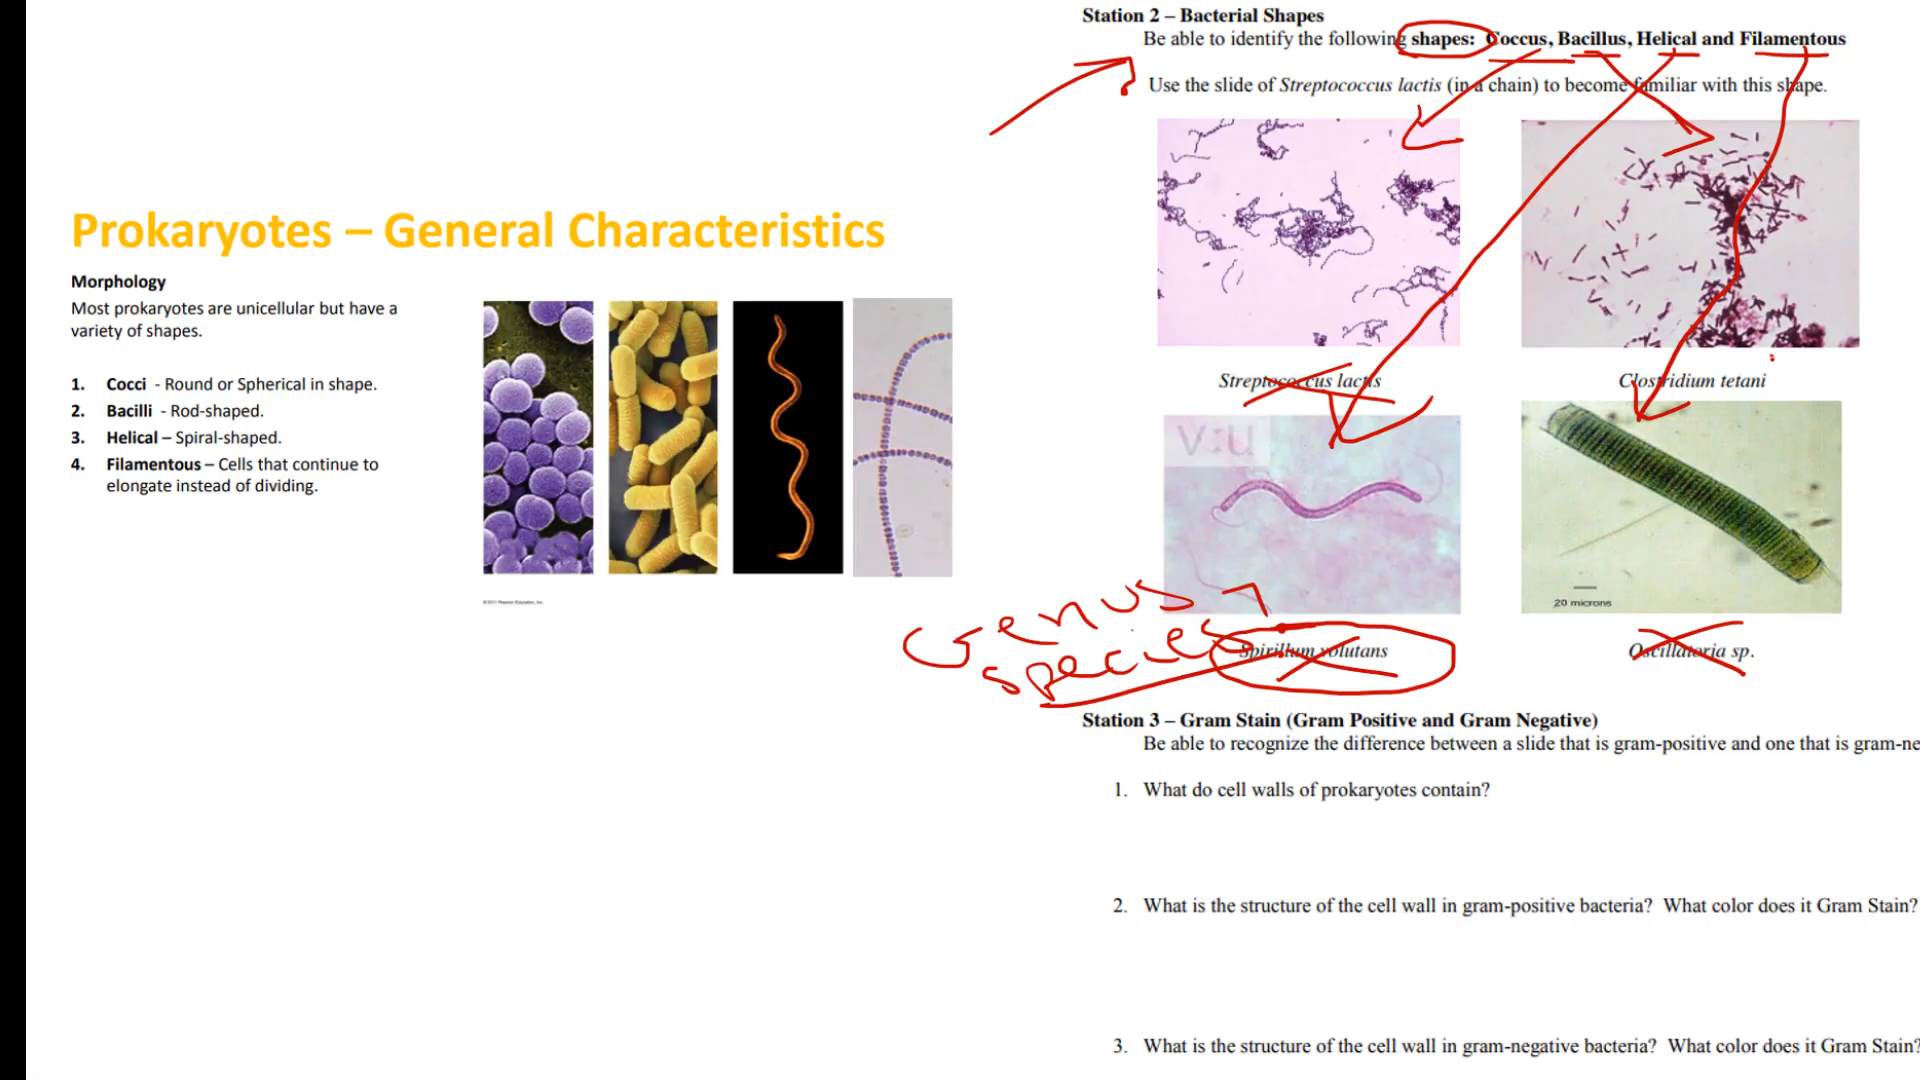 Prokaryotes – General Characteristics
Morphology
Most prokaryotes are unicellular but have a
variety of shapes.
1. Cocci - Round or Spherical in shape.
2. Bacilli - Rod-shaped.
3. Helical – Spiral-shaped.
4. Filamentous – Cells that continue to
elongate instead of dividing.
©2011 Pearson Education, Inc.
Station 2 – Bacterial Shapes
Be able to identify the following shapes: Coccus, Bacillus, Helical and Filamentous
Use the slide of Streptococcus lactis (in a chain) to become familiar with this shape.
Streptococcus lactis
Clostridium tetani
v:u
20 microns
Genus
species
Spirillum volutans
Oscillatoria sp.
Station 3 – Gram Stain (Gram Positive and Gram Negative)
Be able to recognize the difference between a slide that is gram-positive and one that is gram-ne
1. What do cell walls of prokaryotes contain?
2. What is the structure of the cell wall in gram-positive bacteria? What color does it Gram Stain?
3. What is the structure of the cell wall in gram-negative bacteria? What color does it Gram Stain?